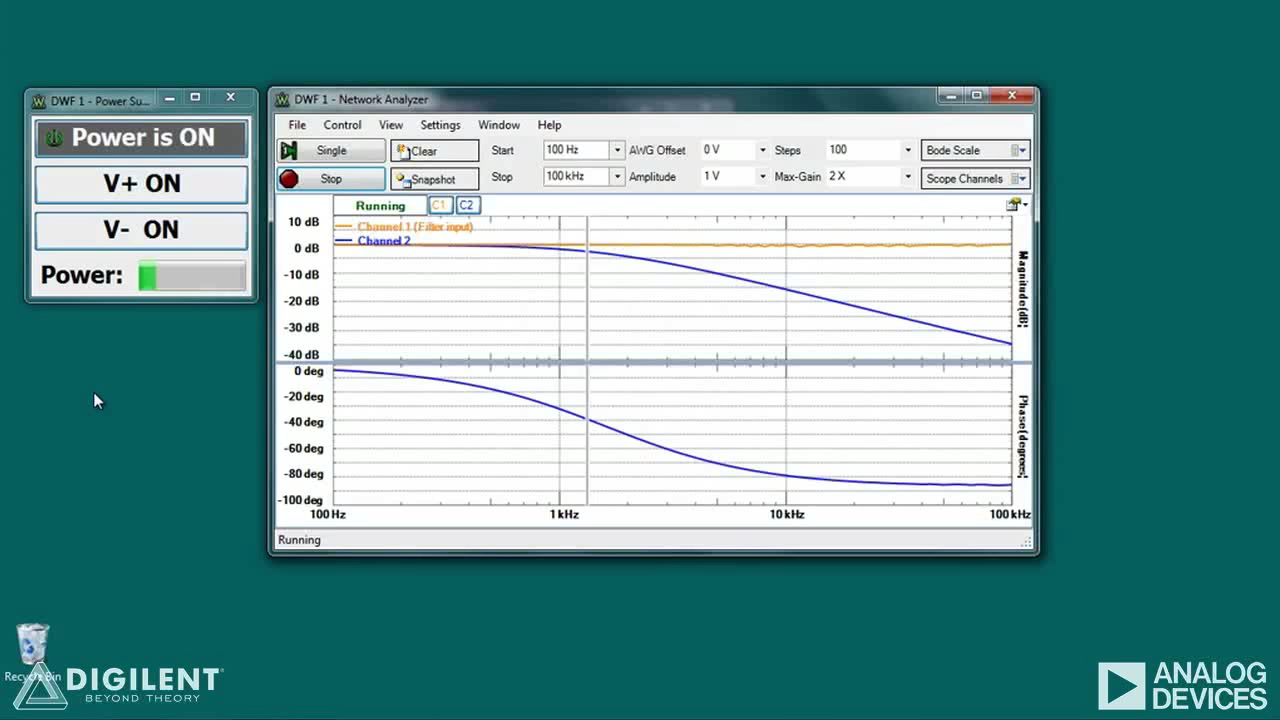 DWF 1 - Power Su...
Power is ON
V+ ON
V- ON
Power:
DWF 1 - Network Analyzer
File Control View Settings Window Help
Single Clear Start 100 Hz AWG Offset 0 V Steps 100 Bode Scale
Stop Snapshot Stop 100 kHz Amplitude 1 V Max-Gain 2 X Scope Channels
Running C1 C2
Channel 1 (Filter input)
Channel 2
10 dB
0 dB
-10 dB
-20 dB
-30 dB
-40 dB
Magnitude(dB)
0 deg
-20 deg
-40 deg
-60 deg
-80 deg
-100 deg
Phase(degrees)
100 Hz 1 kHz 10 kHz 100 kHz
Running
Recycle Bin
DIGILENT
BEYOND THEORY
ANALOG
DEVICES